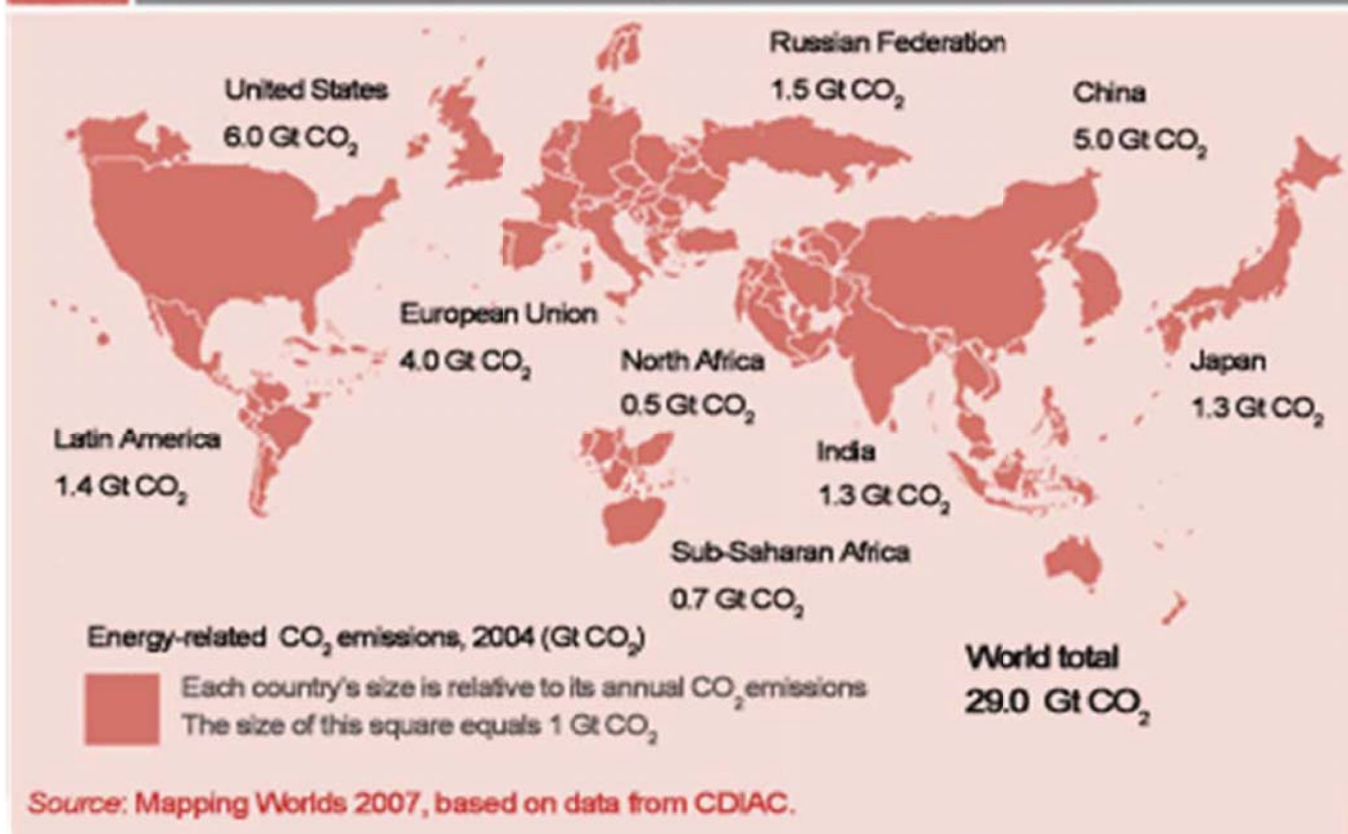 United States
6.0 Gt CO₂
Russian Federation
1.5 Gt CO₂
China
5.0 Gt CO₂
European Union
4.0 Gt CO₂
North Africa
0.5 Gt CO₂
Japan
1.3 Gt CO₂
Latin America
1.4 Gt CO₂
India
1.3 Gt CO₂
Sub-Saharan Africa
0.7 Gt CO₂
Energy-related CO₂ emissions, 2004 (Gt CO₂)
Each country's size is relative to its annual CO₂ emissions
The size of this square equals 1 Gt CO₂
World total
29.0 Gt CO₂
Source: Mapping Worlds 2007, based on data from CDIAC.